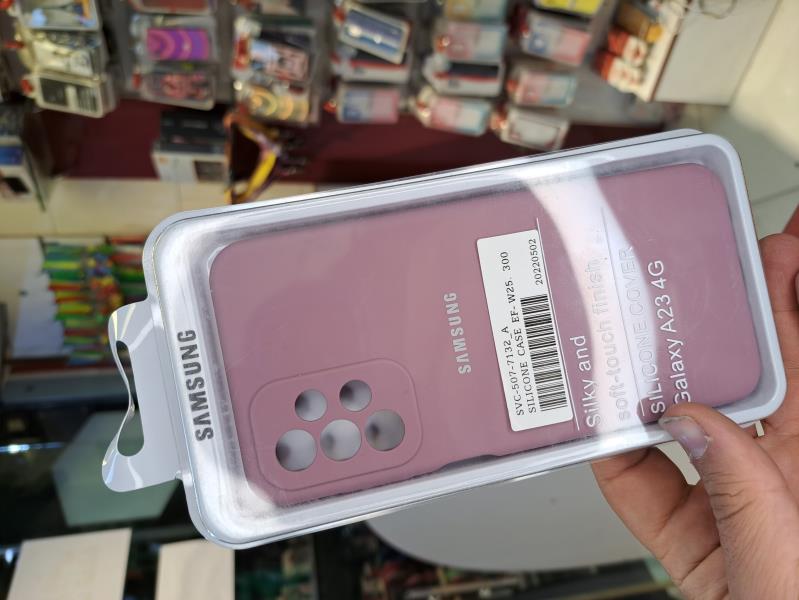 SAMSUNG
SAMSUNG
SVC-507-7132_A
SILICONE CASE EF-W25. 300
20220502
Silky and
soft-touch finish
SILICONE COVER
Galaxy A23 4G